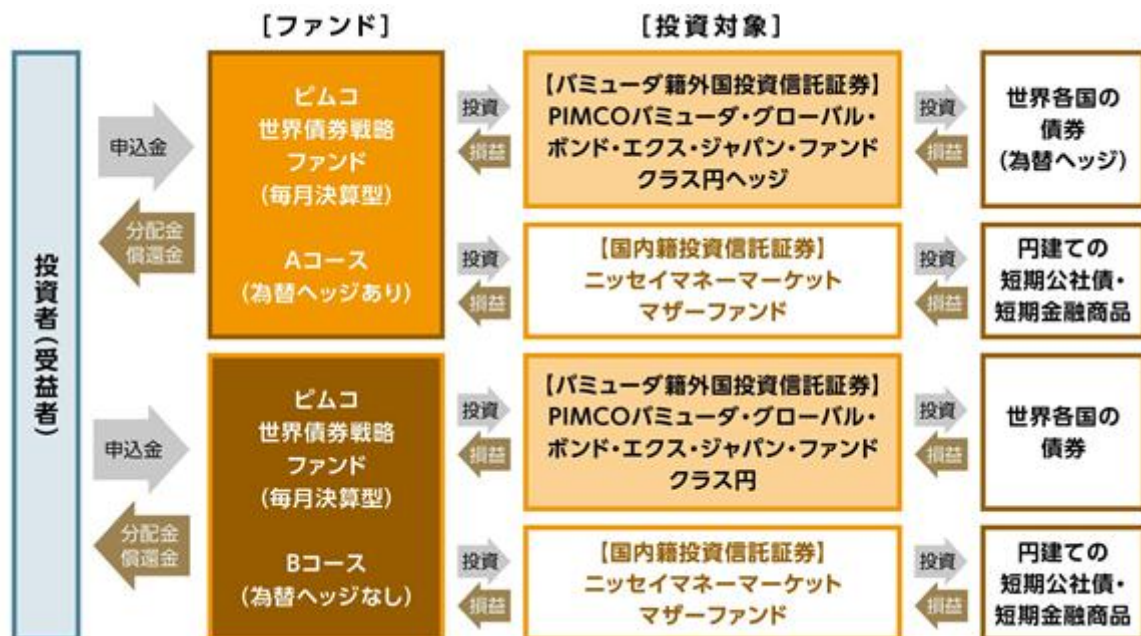 [ファンド]
[投資対象]
投資者(受益者)
申込金
分配金
償還金
ピムコ
世界債券戦略
ファンド
(毎月決算型)
Aコース
(為替ヘッジあり)
投資
損益
【バミューダ籍外国投資信託証券】
PIMCOバミューダ・グローバル・
ボンド・エクス・ジャパン・ファンド
クラス円ヘッジ
投資
損益
世界各国の
債券
(為替ヘッジ)
投資
損益
【国内籍投資信託証券】
ニッセイマネーマーケット
マザーファンド
投資
損益
円建ての
短期公社債・
短期金融商品
申込金
分配金
償還金
ピムコ
世界債券戦略
ファンド
(毎月決算型)
Bコース
(為替ヘッジなし)
投資
損益
【バミューダ籍外国投資信託証券】
PIMCOバミューダ・グローバル・
ボンド・エクス・ジャパン・ファンド
クラス円
投資
損益
世界各国の
債券
投資
損益
【国内籍投資信託証券】
ニッセイマネーマーケット
マザーファンド
投資
損益
円建ての
短期公社債・
短期金融商品